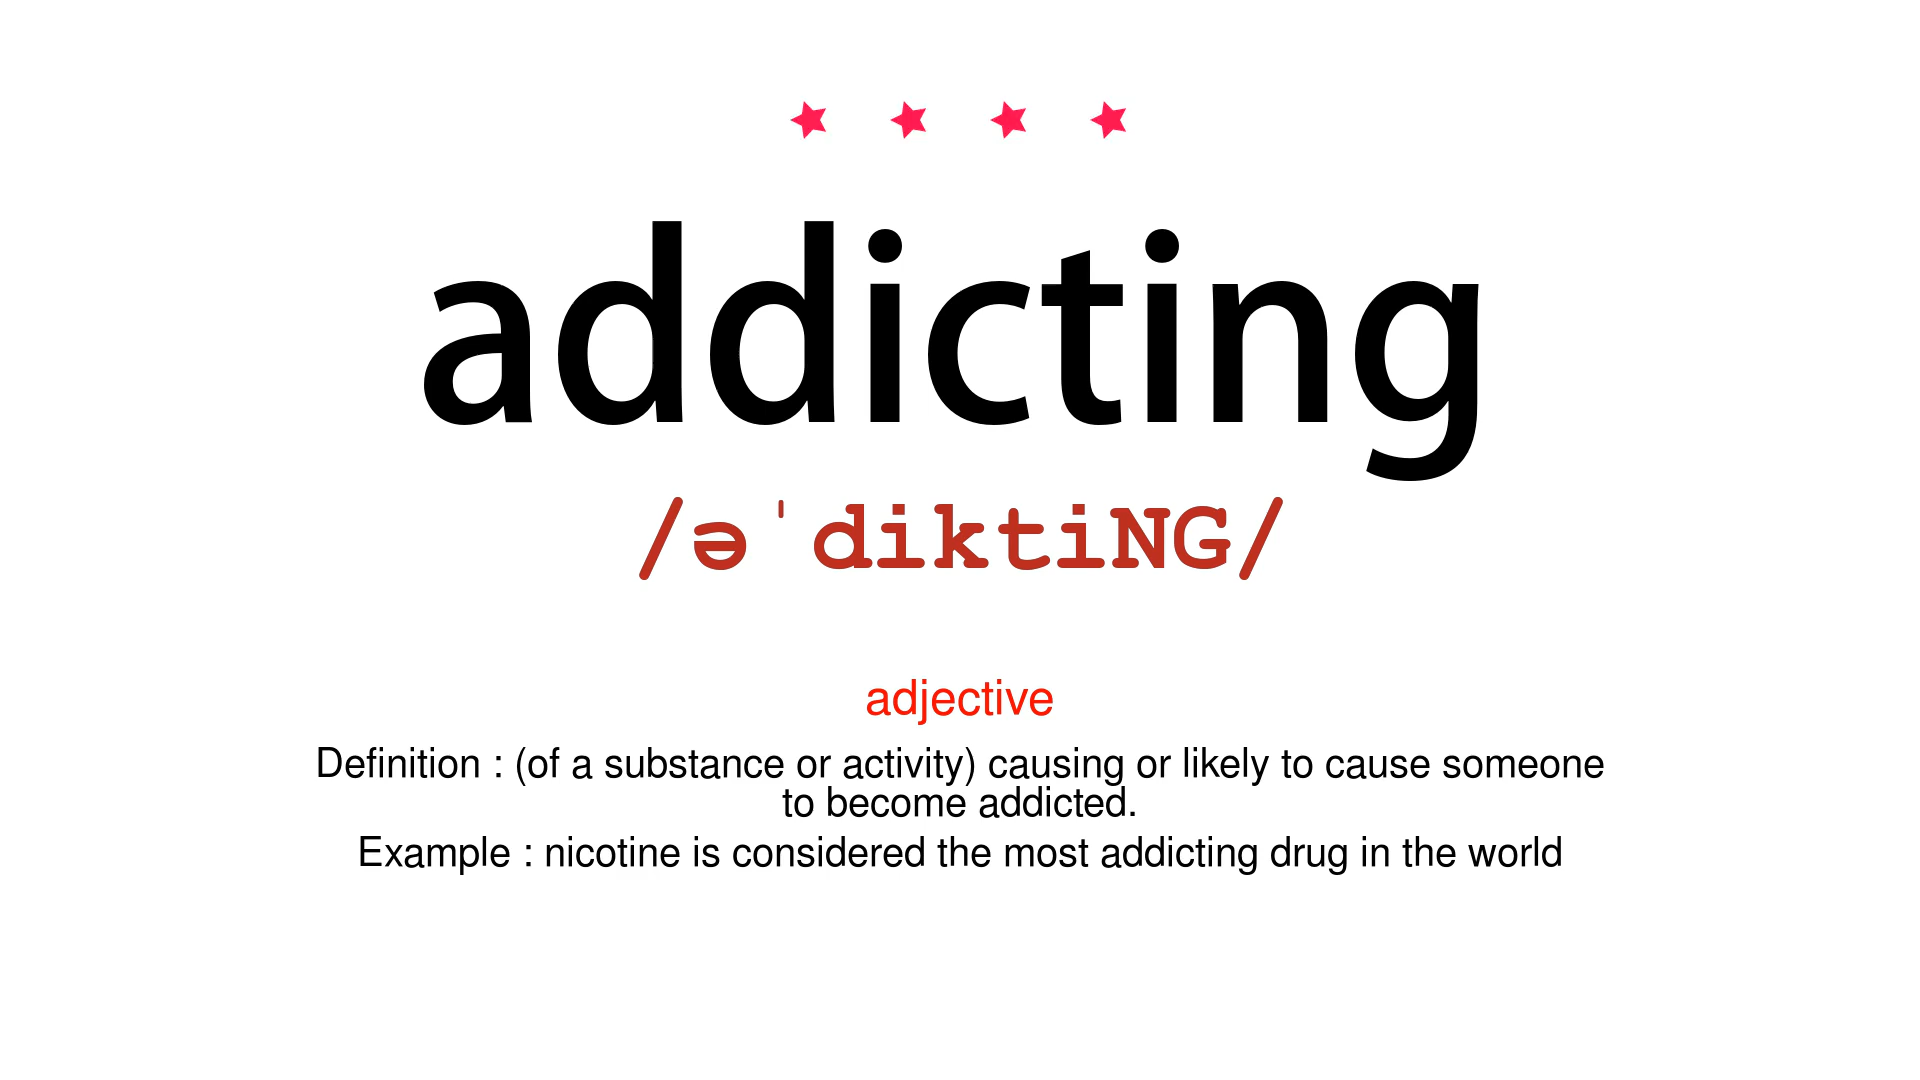 addicting
/əˈdiktiNG/
adjective
Definition : (of a substance or activity) causing or likely to cause someone
to become addicted.
Example : nicotine is considered the most addicting drug in the world